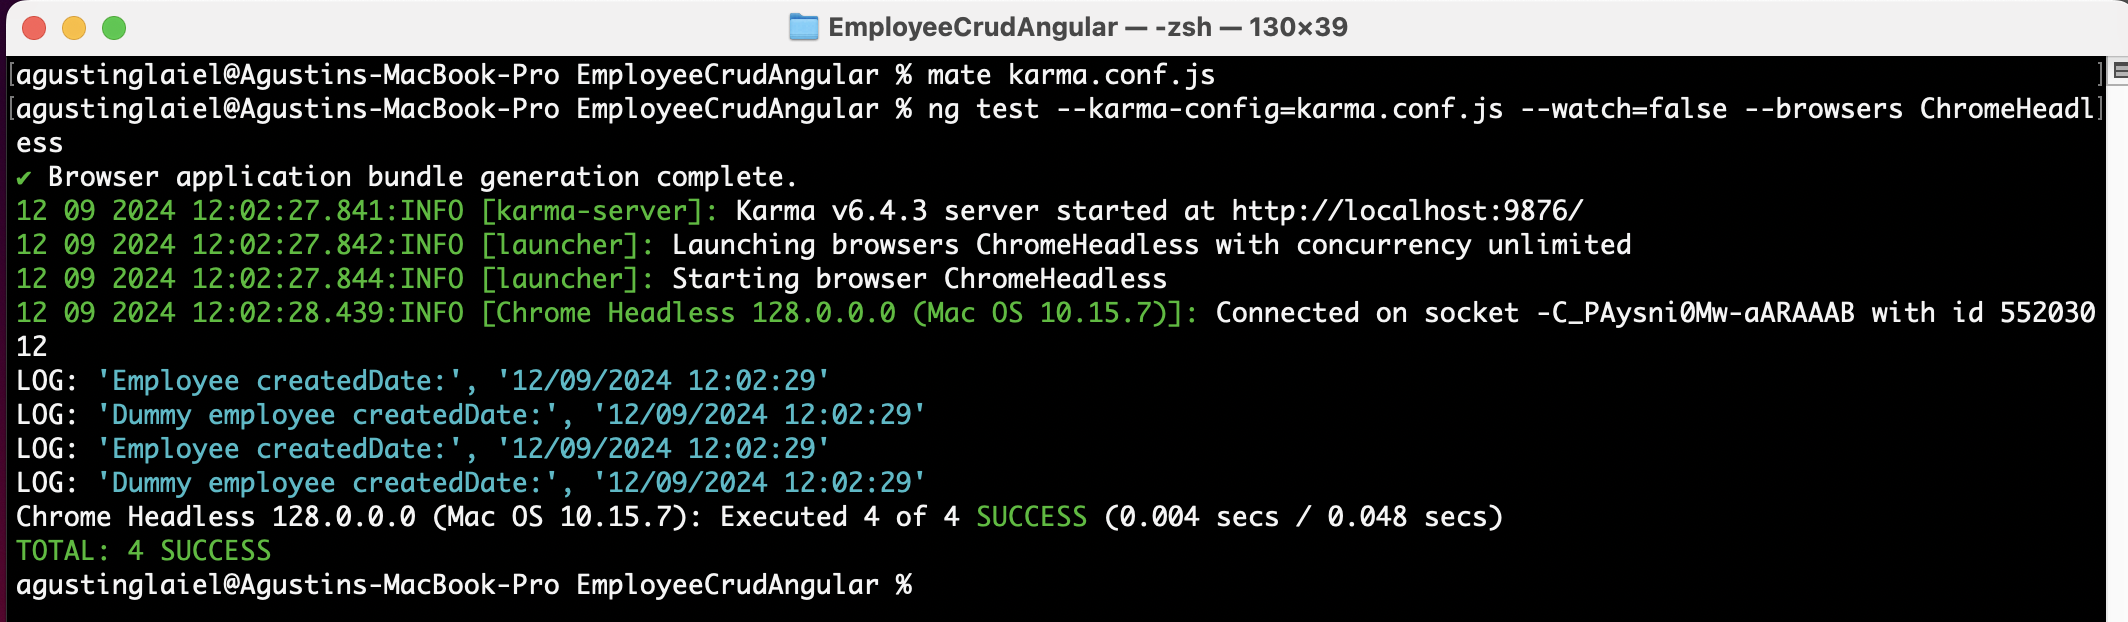 EmployeeCrudAngular — -zsh — 130×39
[agustinglaiel@Agustins-MacBook-Pro EmployeeCrudAngular % mate karma.conf.js ]
[agustinglaiel@Agustins-MacBook-Pro EmployeeCrudAngular % ng test --karma-config=karma.conf.js --watch=false --browsers ChromeHeadl]
ess
✔ Browser application bundle generation complete.
12 09 2024 12:02:27.841:INFO [karma-server]: Karma v6.4.3 server started at http://localhost:9876/
12 09 2024 12:02:27.842:INFO [launcher]: Launching browsers ChromeHeadless with concurrency unlimited
12 09 2024 12:02:27.844:INFO [launcher]: Starting browser ChromeHeadless
12 09 2024 12:02:28.439:INFO [Chrome Headless 128.0.0.0 (Mac OS 10.15.7)]: Connected on socket -C_PAysni0Mw-aARAAAB with id 552030
12
LOG: 'Employee createdDate:', '12/09/2024 12:02:29'
LOG: 'Dummy employee createdDate:', '12/09/2024 12:02:29'
LOG: 'Employee createdDate:', '12/09/2024 12:02:29'
LOG: 'Dummy employee createdDate:', '12/09/2024 12:02:29'
Chrome Headless 128.0.0.0 (Mac OS 10.15.7): Executed 4 of 4 SUCCESS (0.004 secs / 0.048 secs)
TOTAL: 4 SUCCESS
agustinglaiel@Agustins-MacBook-Pro EmployeeCrudAngular %